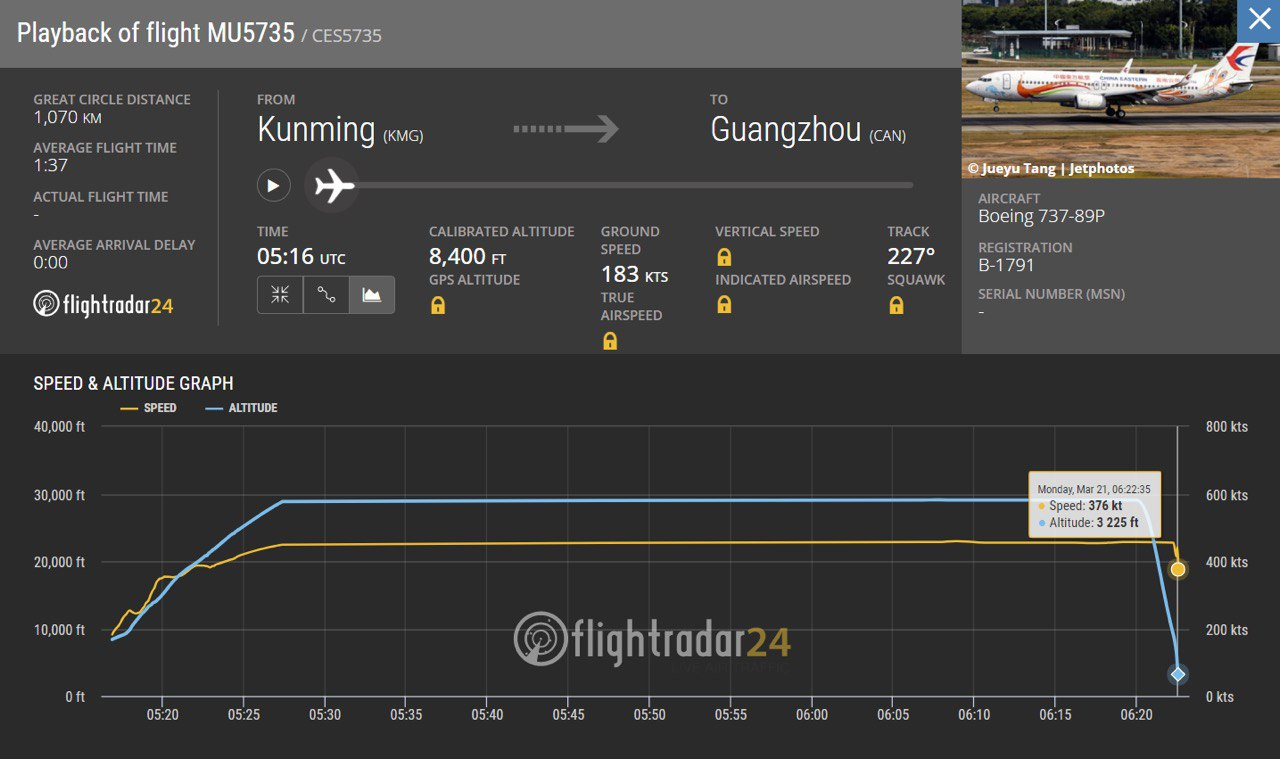 Playback of flight MU5735 / CES5735
GREAT CIRCLE DISTANCE
1,070 KM
AVERAGE FLIGHT TIME
1:37
ACTUAL FLIGHT TIME
-
AVERAGE ARRIVAL DELAY
0:00
flightradar24
FROM
Kunming (KMG)
TO
Guangzhou (CAN)
TIME
05:16 UTC
CALIBRATED ALTITUDE
8,400 FT
GPS ALTITUDE
GROUND
SPEED
183 KTS
TRUE
AIRSPEED
VERTICAL SPEED
INDICATED AIRSPEED
TRACK
227°
SQUAWK
中国东方航空 CHINA EASTERN
© Jueyu Tang | Jetphotos
AIRCRAFT
Boeing 737-89P
REGISTRATION
B-1791
SERIAL NUMBER (MSN)
-
SPEED & ALTITUDE GRAPH
SPEED ALTITUDE
40,000 ft 800 kts
30,000 ft 600 kts
20,000 ft 400 kts
10,000 ft 200 kts
0 ft 0 kts
Monday, Mar 21, 06:22:35
Speed: 376 kt
Altitude: 3 225 ft
flightradar24
05:20 05:25 05:30 05:35 05:40 05:45 05:50 05:55 06:00 06:05 06:10 06:15 06:20